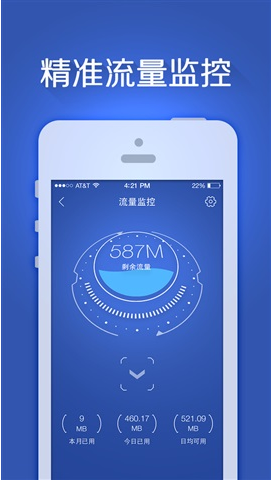 精准流量监控
AT&T 4:21 PM 22%
流量监控
587M
剩余流量
9 460.17 521.09
MB MB MB
本月已用 今日已用 日均可用